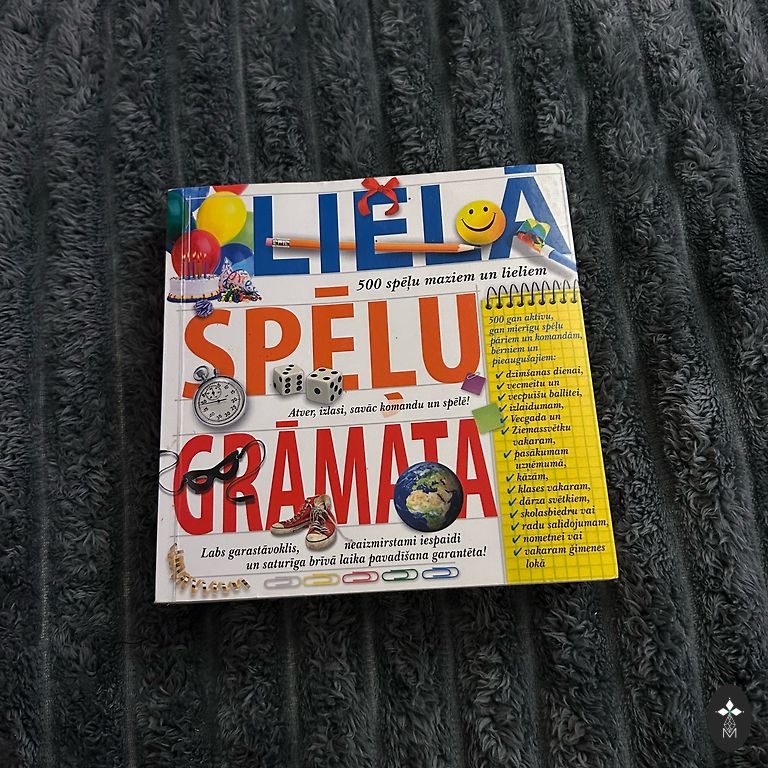 LIELĀ
500 spēļu maziem un lieliem
SPĒĻU
Atver, izlasi, savāc komandu un spēlē!
GRĀMATA
Labs garastāvoklis, neaizmirstami iespaidi
un saturīga brīvā laika pavadīšana garantēta!
500 gan aktīvu,
gan mierīgu spēļu
pāriem un komandām,
bērniem un
pieaugušajiem:
✓ dzimšanas dienai,
✓ vecmeitu un
✓ vecpuišu ballītei,
✓ izlaidumam,
✓ Vecgada un
✓ Ziemassvētku
vakaram,
✓ pasākumam
uzņēmumā,
✓ kāzām,
✓ klases vakaram,
✓ dārza svētkiem,
✓ skolasbiedru vai
✓ radu salidojumam,
✓ nometnei vai
✓ vakaram ģimenes
lokā
M